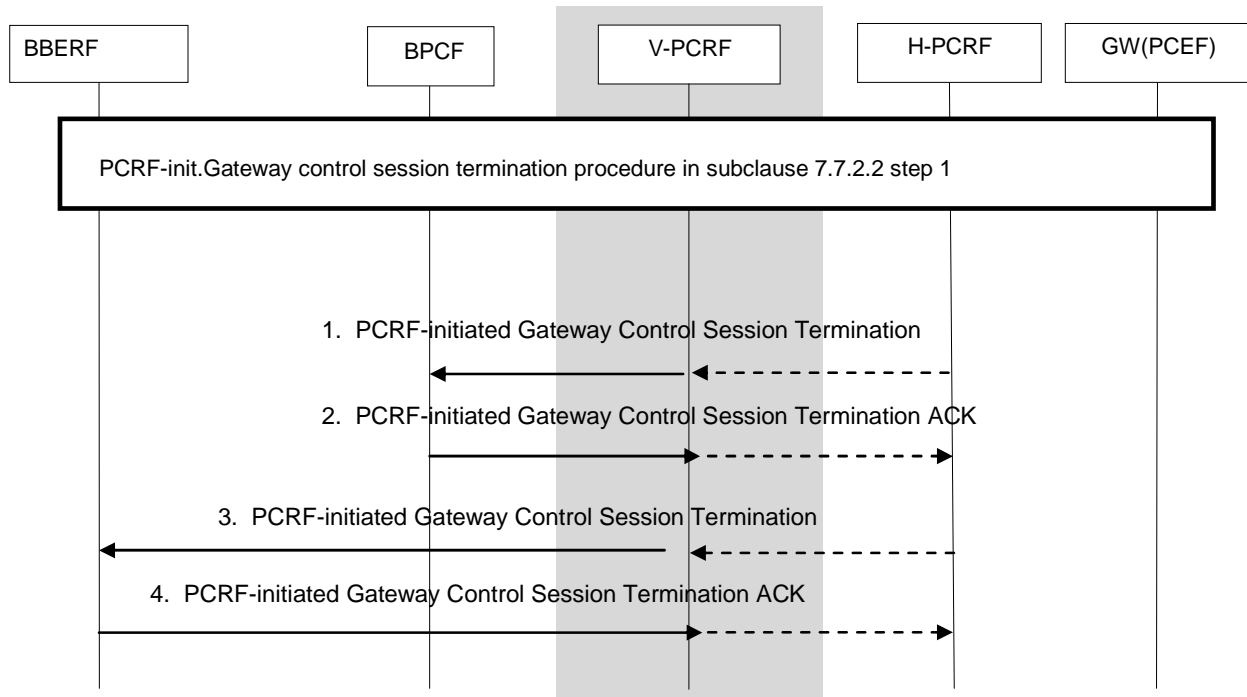 BBERF
BPCF
V-PCRF
H-PCRF
GW(PCEF)
PCRF-init.Gateway control session termination procedure in subclause 7.7.2.2 step 1
1. PCRF-initiated Gateway Control Session Termination
2. PCRF-initiated Gateway Control Session Termination ACK
3. PCRF-initiated Gateway Control Session Termination
4. PCRF-initiated Gateway Control Session Termination ACK